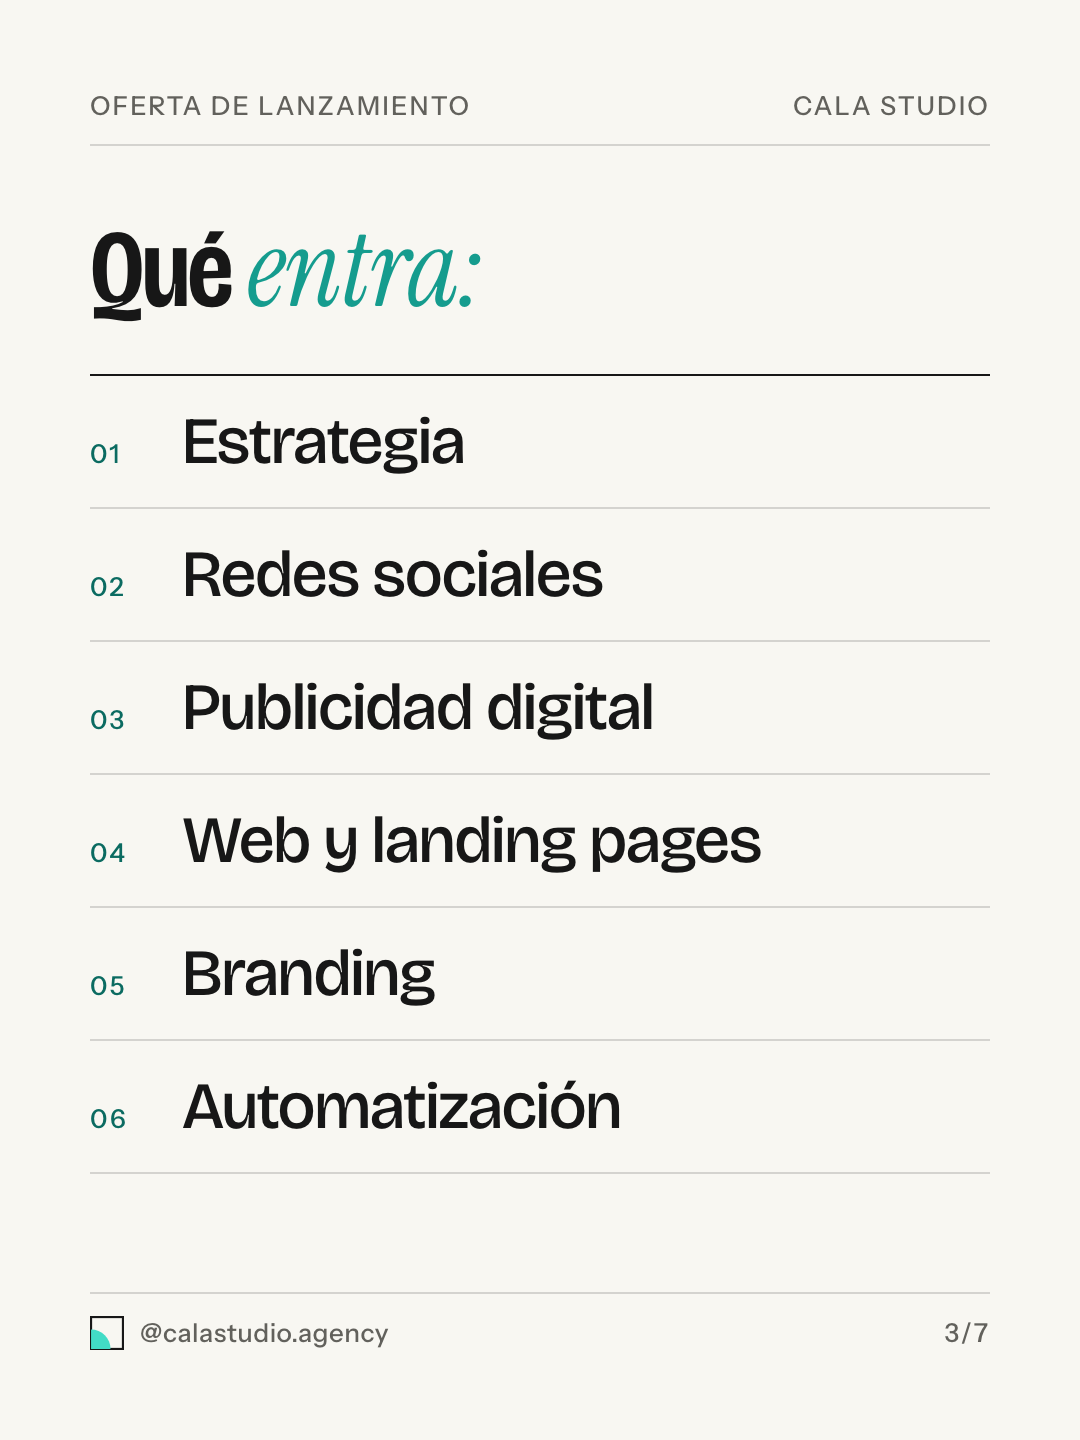 OFERTA DE LANZAMIENTO
CALA STUDIO
Qué entra:
01 Estrategia
02 Redes sociales
03 Publicidad digital
04 Web y landing pages
05 Branding
06 Automatización
@calastudio.agency
3/7